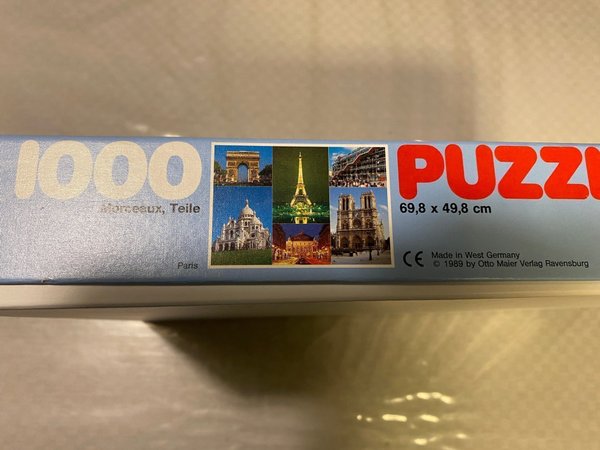 1000
Morceaux, Teile
Paris
PUZZL
69,8 x 49,8 cm
CE Made in West Germany
© 1989 by Otto Maier Verlag Ravensburg